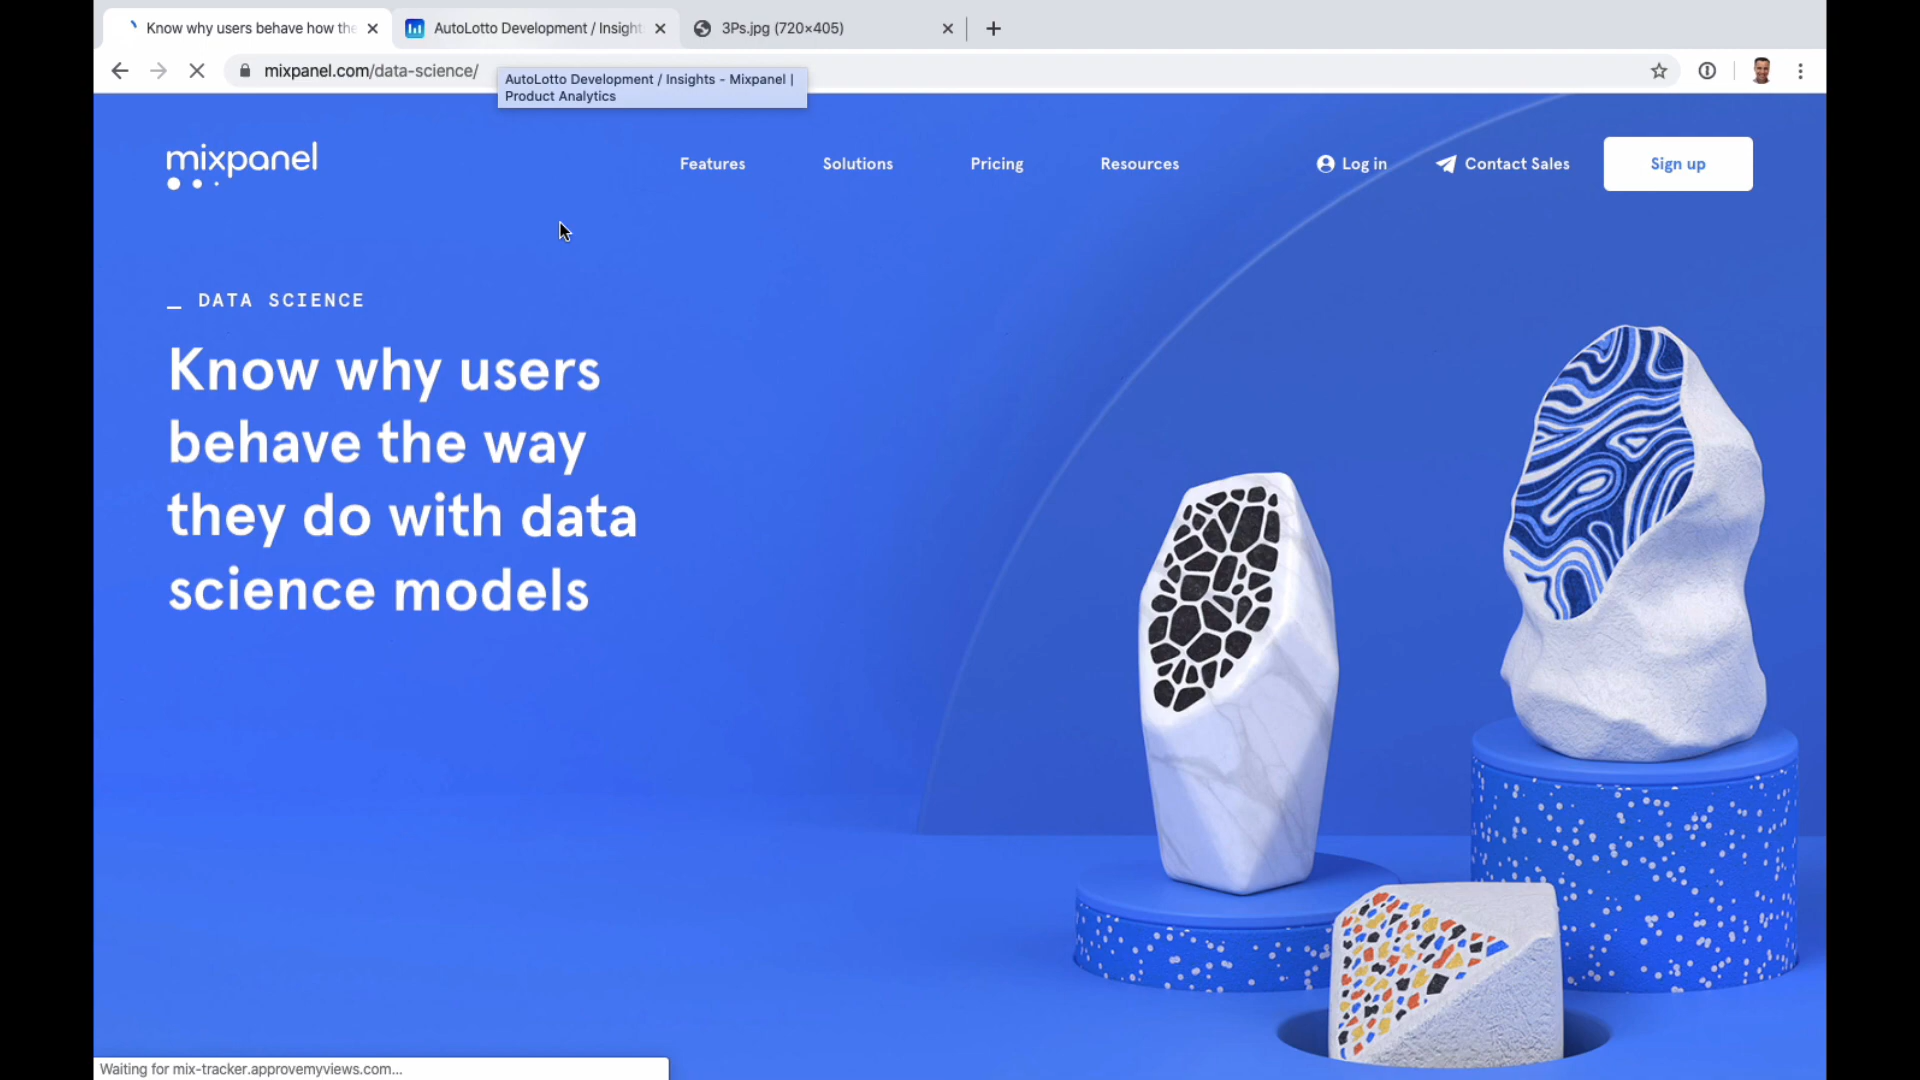 Know why users behave how the
AutoLotto Development / Insight
3Ps.jpg (720×405)
mixpanel.com/data-science/
AutoLotto Development / Insights - Mixpanel |
Product Analytics
mixpanel
Features
Solutions
Pricing
Resources
Log in
Contact Sales
Sign up
_ DATA SCIENCE
Know why users
behave the way
they do with data
science models
Waiting for mix-tracker.approvemyviews.com...